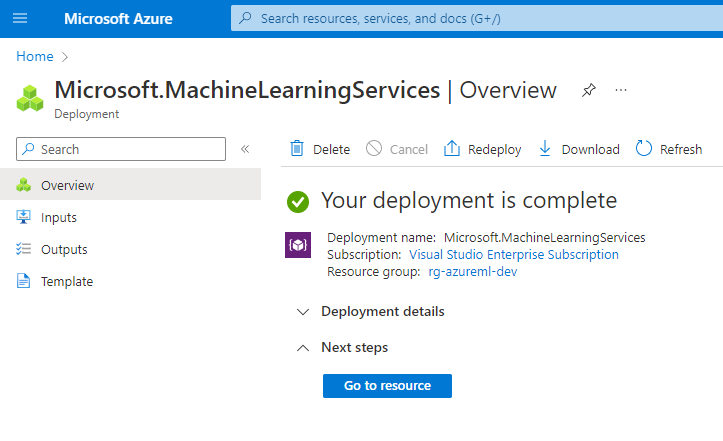 Microsoft Azure
Search resources, services, and docs (G+/)
Home
Microsoft.MachineLearningServices | Overview
Deployment
Search
Delete Cancel Redeploy Download Refresh
Overview
Inputs
Outputs
Template
Your deployment is complete
Deployment name: Microsoft.MachineLearningServices
Subscription: Visual Studio Enterprise Subscription
Resource group: rg-azureml-dev
Deployment details
Next steps
Go to resource